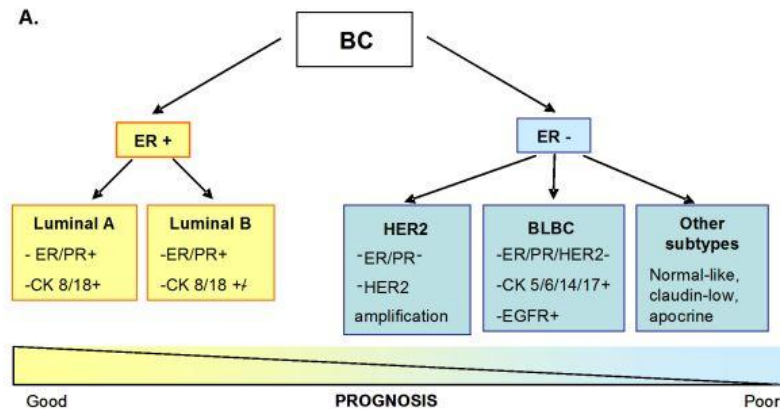 A.
BC
ER +
ER -
Luminal A
- ER/PR+
-CK 8/18+
Luminal B
-ER/PR+
-CK 8/18 +/-
HER2
-ER/PR-
-HER2
amplification
BLBC
-ER/PR/HER2-
-CK 5/6/14/17+
-EGFR+
Other
subtypes
Normal-like,
claudin-low,
apocrine
Good
PROGNOSIS
Poor